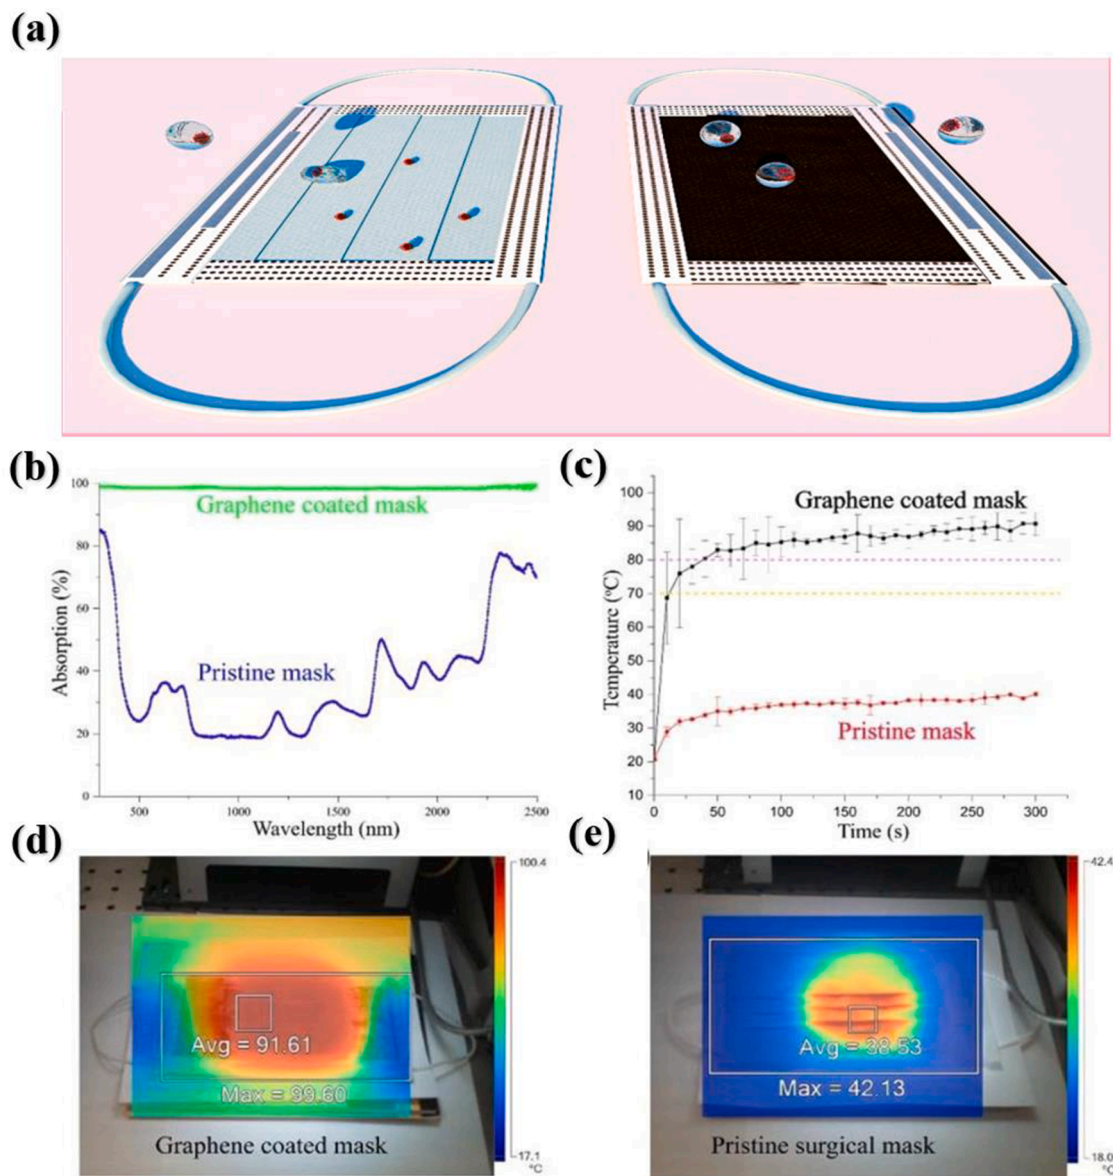 (a)
(b)
100
80
60
40
20
0
Absorption (%)
Graphene coated mask
Pristine mask
500
1000
1500
2000
2500
Wavelength (nm)
(c)
100
90
80
70
60
50
40
30
20
10
Temperature (°C)
Graphene coated mask
Pristine mask
0
50
100
150
200
250
300
Time (s)
(d)
100.4
Avg = 91.61
Max = 99.60
Graphene coated mask
17.1
°C
(e)
42.4
Avg = 38.53
Max = 42.13
Pristine surgical mask
18.0
°C